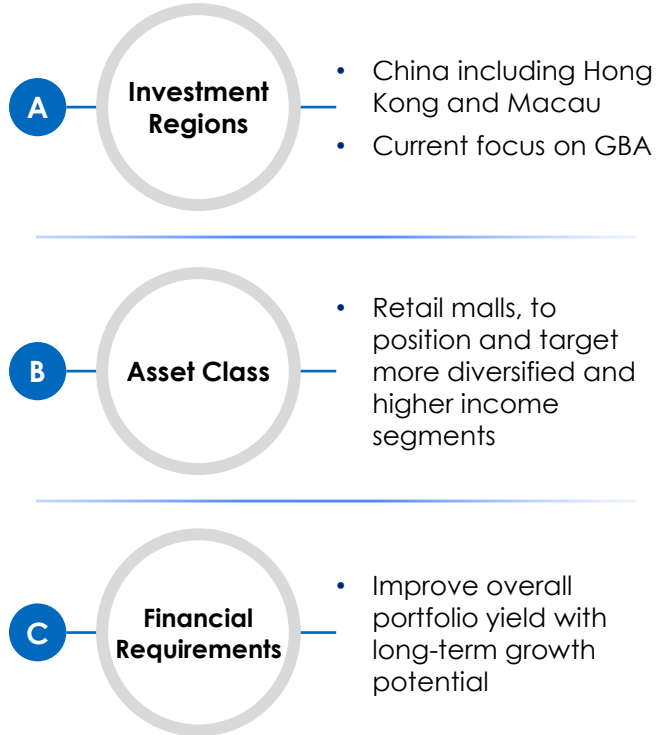 A
Investment
Regions
• China including Hong
Kong and Macau
• Current focus on GBA
B
Asset Class
• Retail malls, to
position and target
more diversified and
higher income
segments
C
Financial
Requirements
• Improve overall
portfolio yield with
long-term growth
potential